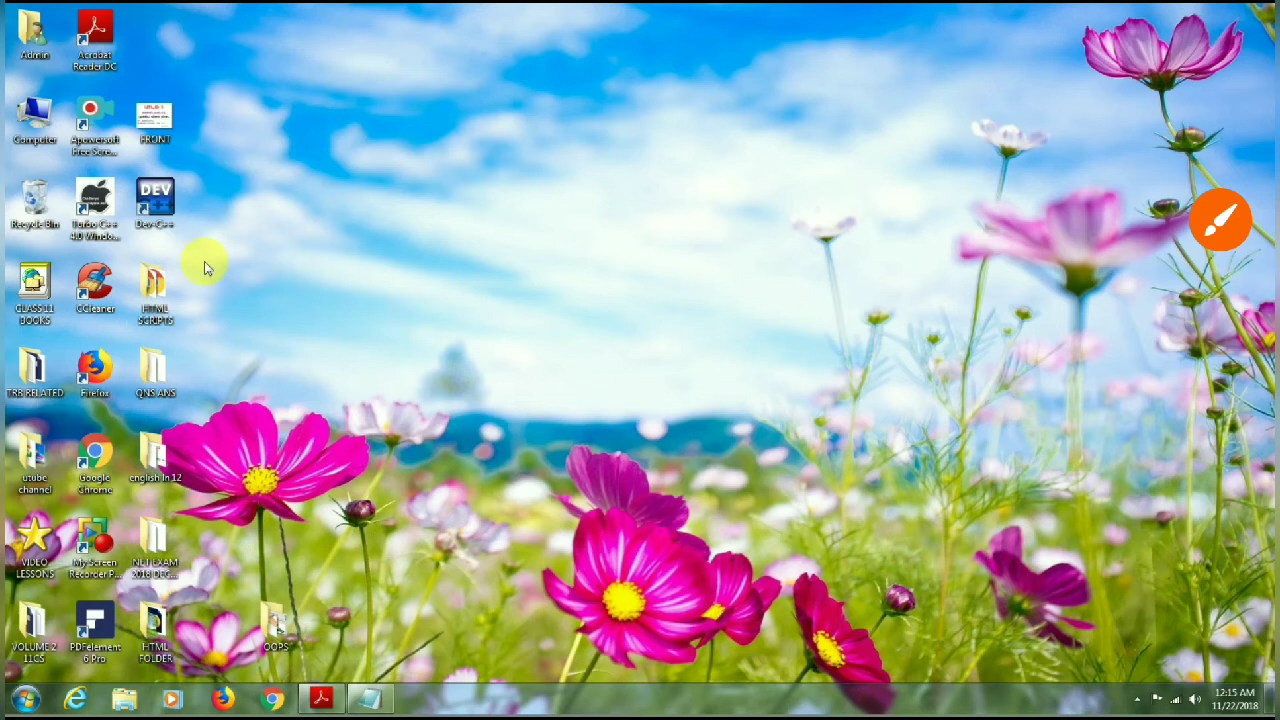 Admin
Acrobat
Reader DC
Computer
Apowersoft
Free Scre...
FRONT
Recycle Bin
Turbo C++
4.0 Windo...
DEV
Dev-C++
CLASS 11
BOOKS
CCleaner
HTML
SCRIPTS
TRB RELATED
Firefox
QNS ANS
utube
channel
Google
Chrome
english ln 12
VIDEO
LESSONS
My Screen
Recorder P...
NET EXAM
2018 DEC...
VOLUME 2
11CS
PDFelement
6 Pro
HTML
FOLDER
OOPS
12:15 AM
11/22/2018